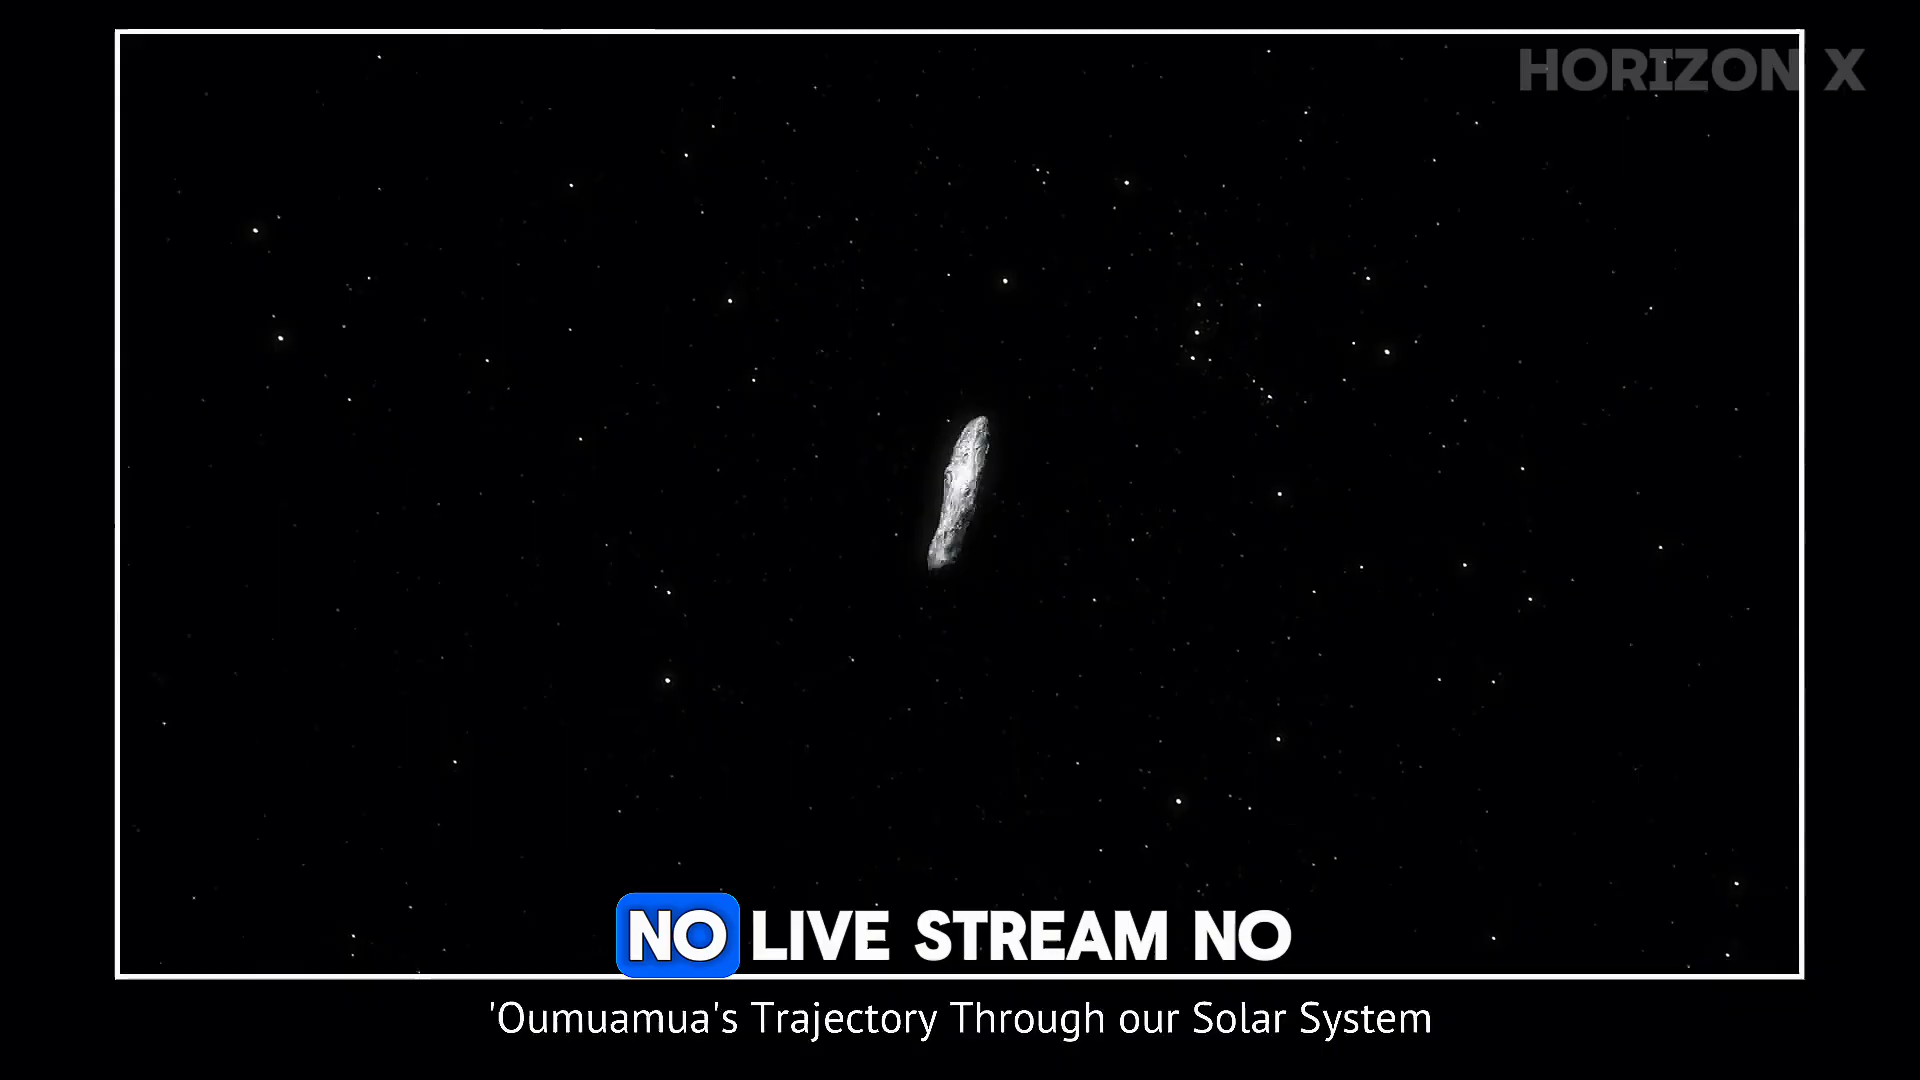 HORIZON X
NO LIVE STREAM NO
'Oumuamua's Trajectory Through our Solar System